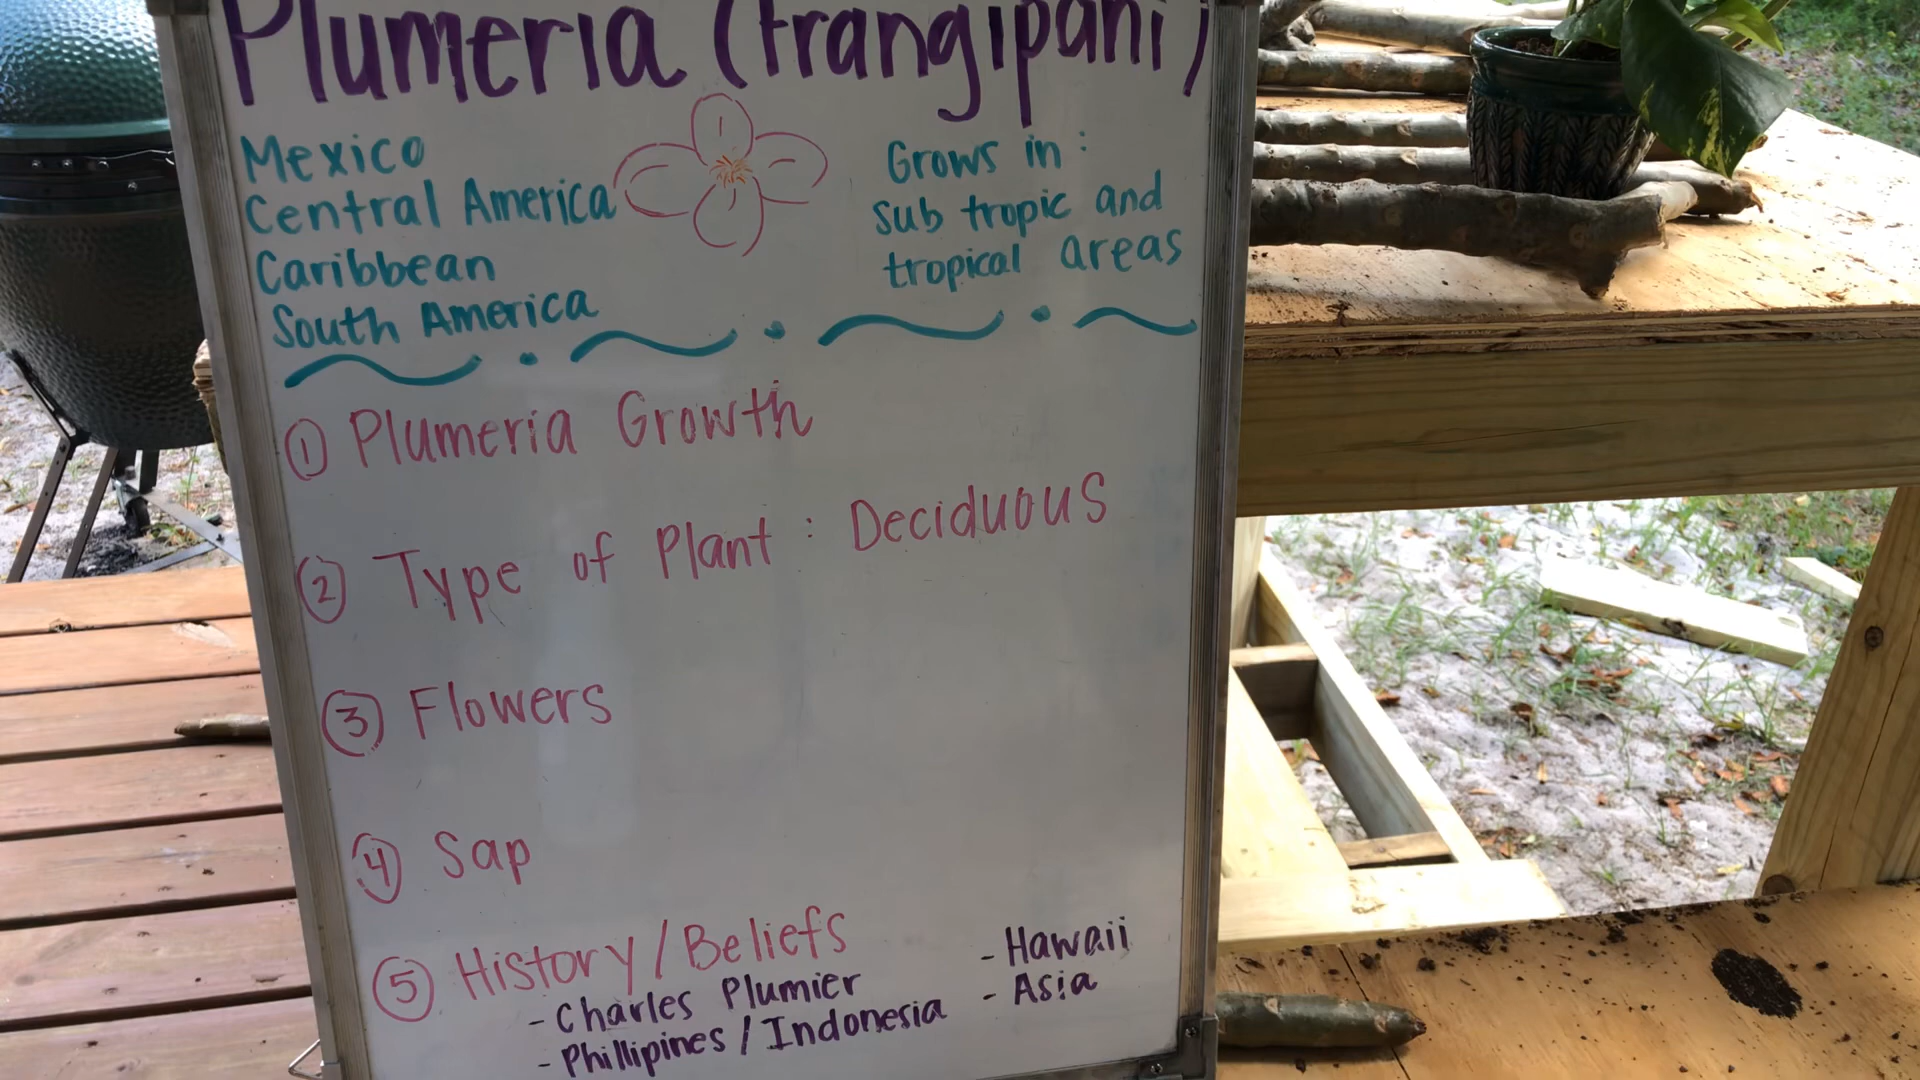 Plumeria (Frangipani)
Mexico
Central America
Caribbean
South America
Grows in:
sub tropic and
tropical areas
① Plumeria Growth
② Type of Plant: Deciduous
③ Flowers
④ Sap
⑤ History/Beliefs
- Charles Plumier
- Phillipines/Indonesia
- Hawaii
- Asia